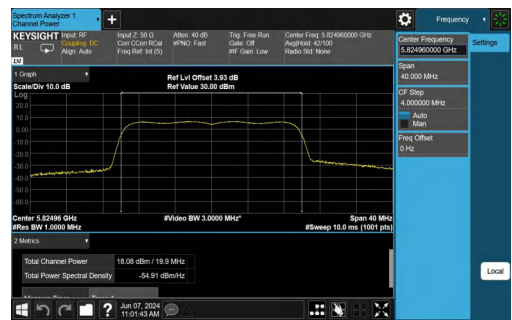 Spectrum Analyzer 1
Channel Power
Frequency
KEYSIGHT
RL
Input: RF
Coupling: DC
Align: Auto
Input Z: 50 Ω
Corr CCorr RCal
Freq Ref: Int (S)
Atten: 40 dB
#PNO: Fast
Trig: Free Run
Gate: Off
#IF Gain: Low
Center Freq: 5.824960000 GHz
Avg|Hold: 42/100
Radio Std: None
LW
Center Frequency
5.824960000 GHz
Settings
Span
40.000 MHz
CF Step
4.000000 MHz
Auto
Man
Freq Offset
0 Hz
Local
1 Graph
Scale/Div 10.0 dB
Ref Lvl Offset 3.93 dB
Ref Value 30.00 dBm
Log
20.0
10.0
0.00
-10.0
-20.0
-30.0
-40.0
-50.0
-60.0
Center 5.82496 GHz
#Video BW 3.0000 MHz*
Span 40 MHz
#Res BW 1.0000 MHz
#Sweep 10.0 ms (1001 pts)
2 Metrics
Total Channel Power 18.08 dBm / 19.9 MHz
Total Power Spectral Density -54.91 dBm/Hz
Jun 07, 2024
11:01:43 AM